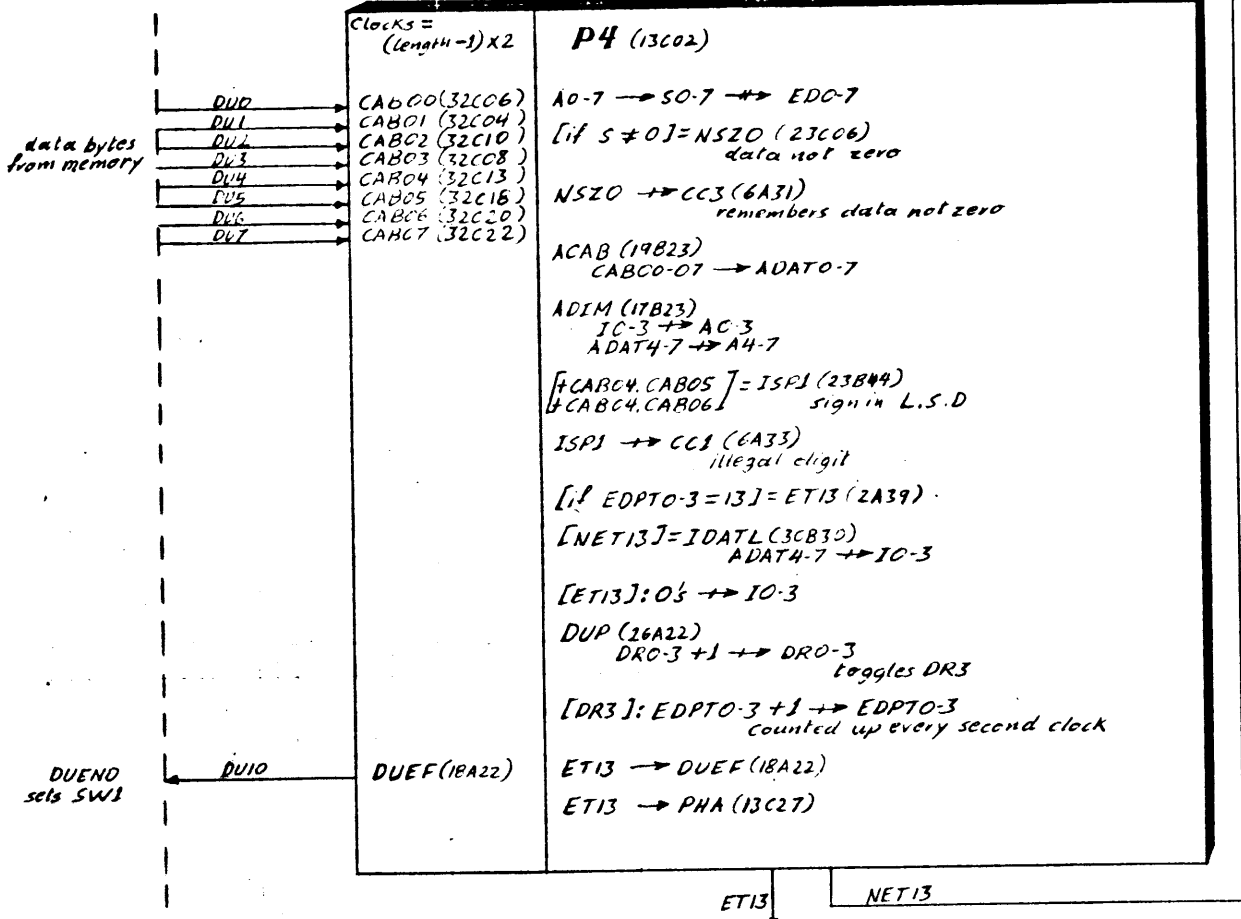 Clocks =
(length-1)X2
P4 (13C02)
data bytes
from memory
DU0
DU1
DU2
DU3
DU4
DU5
DU6
DU7
CAB00(32C06)
CAB01(32C04)
CAB02(32C10)
CAB03(32C08)
CAB04(32C13)
CAB05(32C18)
CAB06(32C20)
CAB07(32C22)
A0-7 → S0-7 ↛ ED0-7
[if S ≠ 0]=NSZ0 (23C06)
data not zero
NSZ0 ↛ CC3 (6A31)
remembers data not zero
ACAB (19B23)
CAB00-07 → ADAT0-7
ADIM (17B23)
I0-3 ↛ A0-3
ADAT4-7 ↛ A4-7
[+CAB04.CAB05
+CAB04.CAB06] = ISP1 (23B44)
sign in L.S.D
ISP1 ↛ CC1 (6A33)
illegal digit
[if EDPT0-3=13]=ET13 (2A39).
[NET13]=IDATL(30B30)
ADAT4-7 ↛ I0-3
[ET13]: 0's ↛ I0-3
DUP (26A22)
DR0-3 +1 ↛ DR0-3
toggles DR3
[DR3]: EDPT0-3 +1 ↛ EDPT0-3
counted up every second clock
DUEND
sets SW1
DU10
DUEF(18A22)
ET13 → DUEF(18A22)
ET13 → PHA (13C27)
ET13
NET13